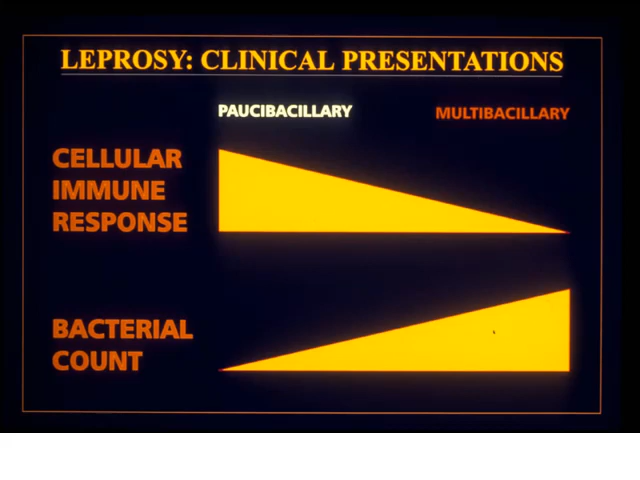 LEPROSY: CLINICAL PRESENTATIONS
PAUCIBACILLARY MULTIBACILLARY
CELLULAR
IMMUNE
RESPONSE
BACTERIAL
COUNT